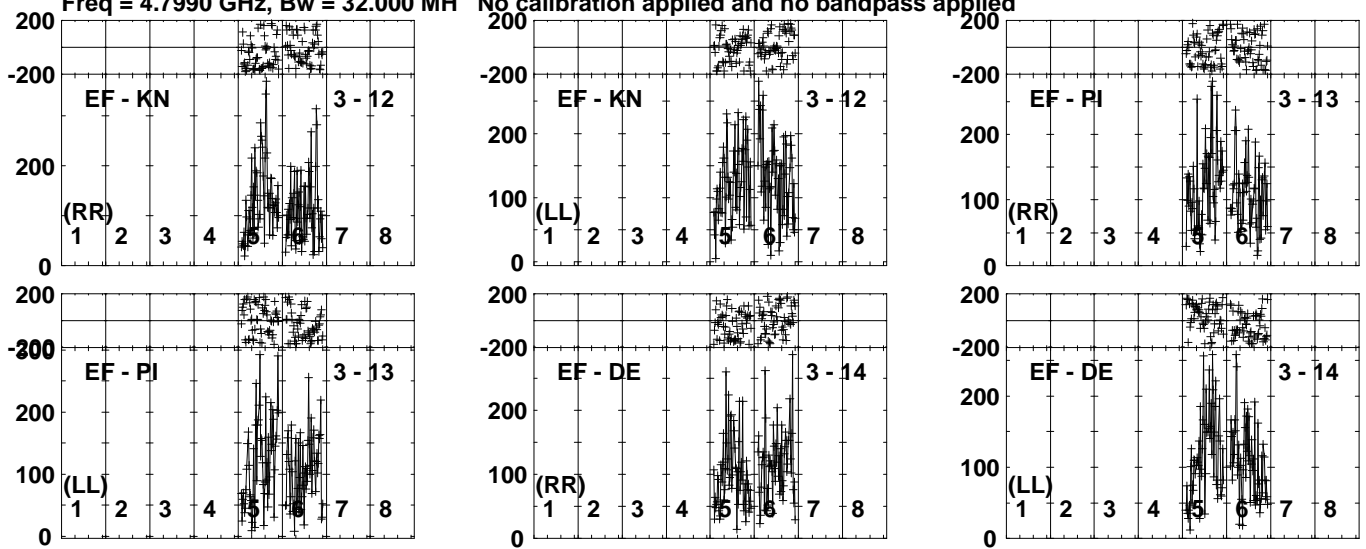 Freq = 4.7990 GHz, Bw = 32.000 MH No calibration applied and no bandpass applied
200 200 200
-200 -200 -200
EF - KN 3 - 12 EF - KN 3 - 12 EF - PI 3 - 13
200 200 200
100 100
(RR) (LL) (RR)
1 2 3 4 5 6 7 8 1 2 3 4 5 6 7 8 1 2 3 4 5 6 7 8
0 0 0
200 200 200
-200 -200 -200
300
EF - PI 3 - 13 EF - DE 3 - 14 EF - DE 3 - 14
200 200 200
100 100 100
(LL) (RR) (LL)
1 2 3 4 5 6 7 8 1 2 3 4 5 6 7 8 1 2 3 4 5 6 7 8
0 0 0